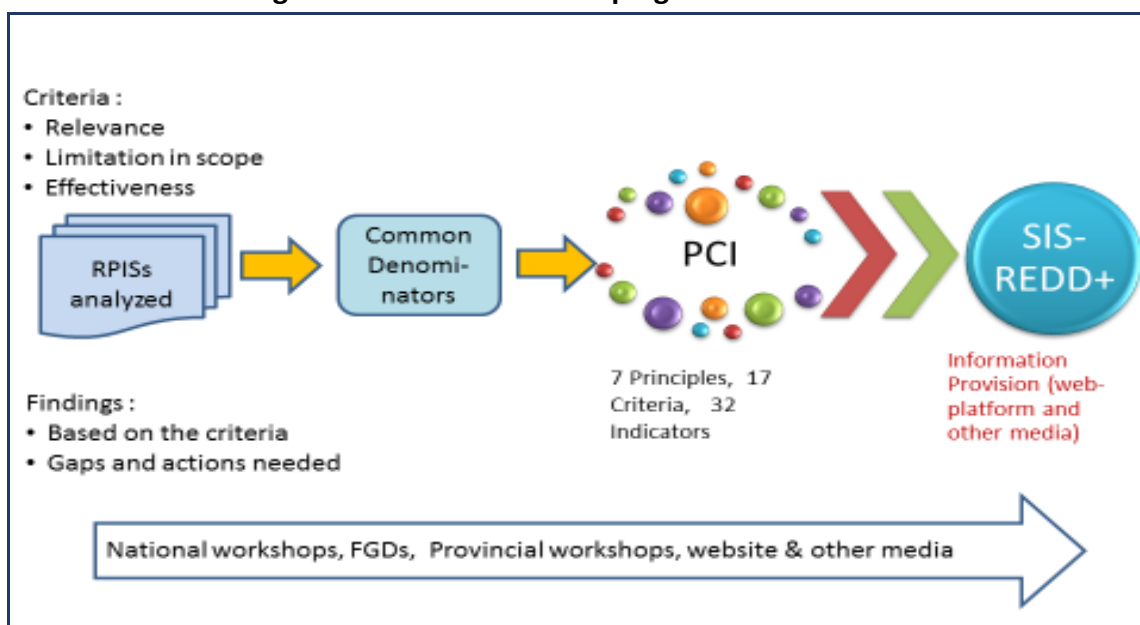 Criteria :
• Relevance
• Limitation in scope
• Effectiveness
RPISs
analyzed
Common
Denomi-
nators
PCI
SIS-
REDD+
7 Principles, 17
Criteria, 32
Indicators
Information
Provision (web-
platform and
other media)
Findings :
• Based on the criteria
• Gaps and actions needed
National workshops, FGDs, Provincial workshops, website & other media